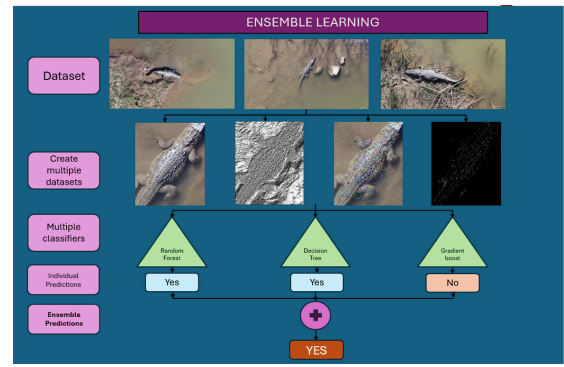 ENSEMBLE LEARNING
Dataset
Create
multiple
datasets
Multiple
classifiers
Random
Forest
Decision
Tree
Gradient
boost
Individual
Predictions
Yes
Yes
No
Ensemble
Predictions
YES